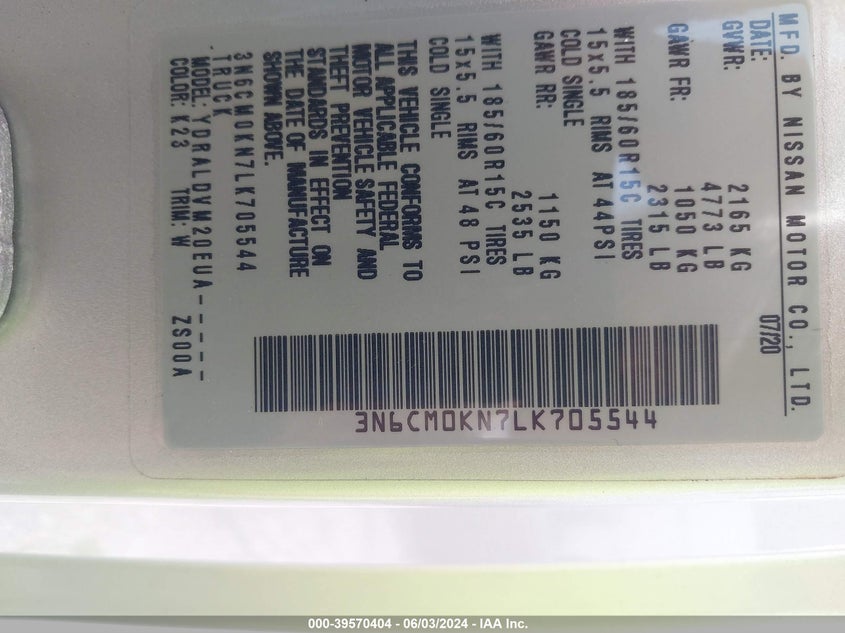 MFD. BY NISSAN MOTOR CO., LTD.
DATE: 07/20
GVWR: 2165 KG
4773 LB
GAWR FR: 1050 KG
2315 LB
WITH 185/60R15C TIRES
15x5.5 RIMS AT 44PSI
COLD SINGLE
GAWR RR: 1150 KG
2535 LB
WITH 185/60R15C TIRES
15x5.5 RIMS AT 48 PSI
COLD SINGLE
THIS VEHICLE CONFORMS TO
ALL APPLICABLE FEDERAL
MOTOR VEHICLE SAFETY AND
THEFT PREVENTION
STANDARDS IN EFFECT ON
THE DATE OF MANUFACTURE
SHOWN ABOVE.
3N6CM0KN7LK705544
TRUCK
MODEL: YDRALDVM20EUA-----
COLOR: K23 TRIM: W ZS00A
3N6CM0KN7LK705544
000-39570404 - 06/03/2024 - IAA Inc.